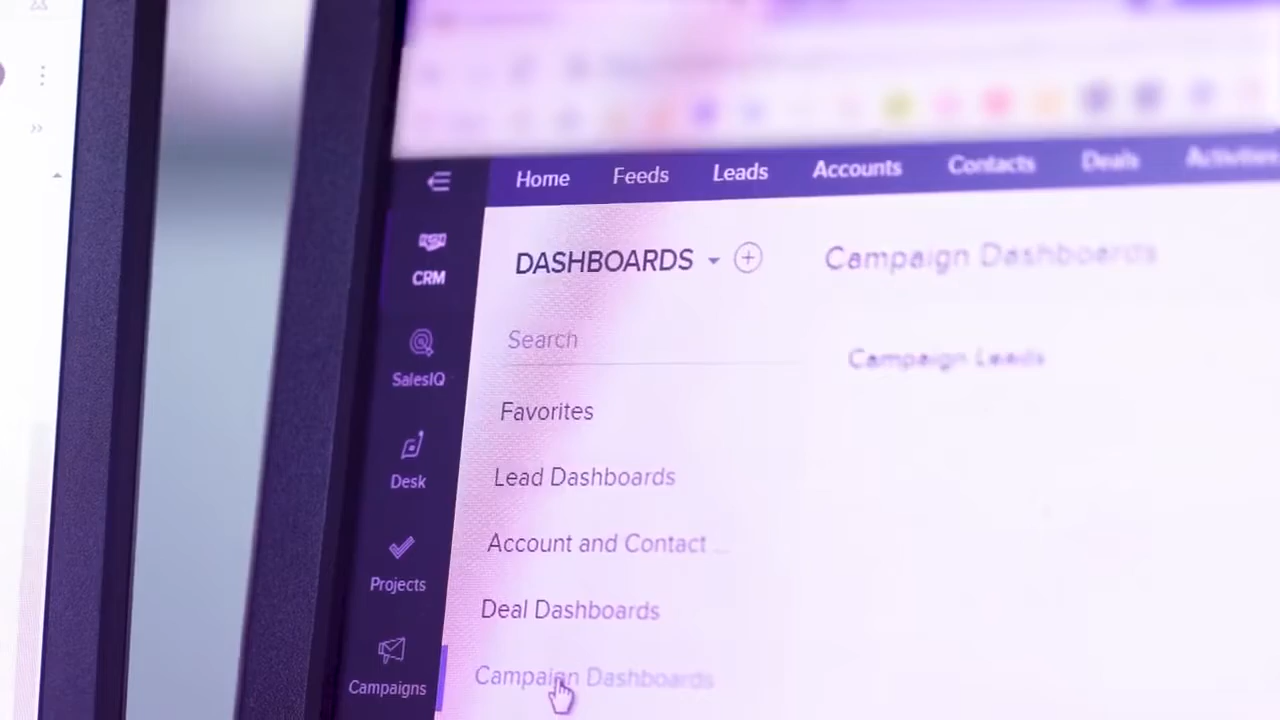 Home Feeds Leads Accounts Contacts Deals Activities
CRM
SalesIQ
Desk
Projects
Campaigns
DASHBOARDS
Search
Favorites
Lead Dashboards
Account and Contact ...
Deal Dashboards
Campaign Dashboards
Campaign Dashboards
Campaign Leads